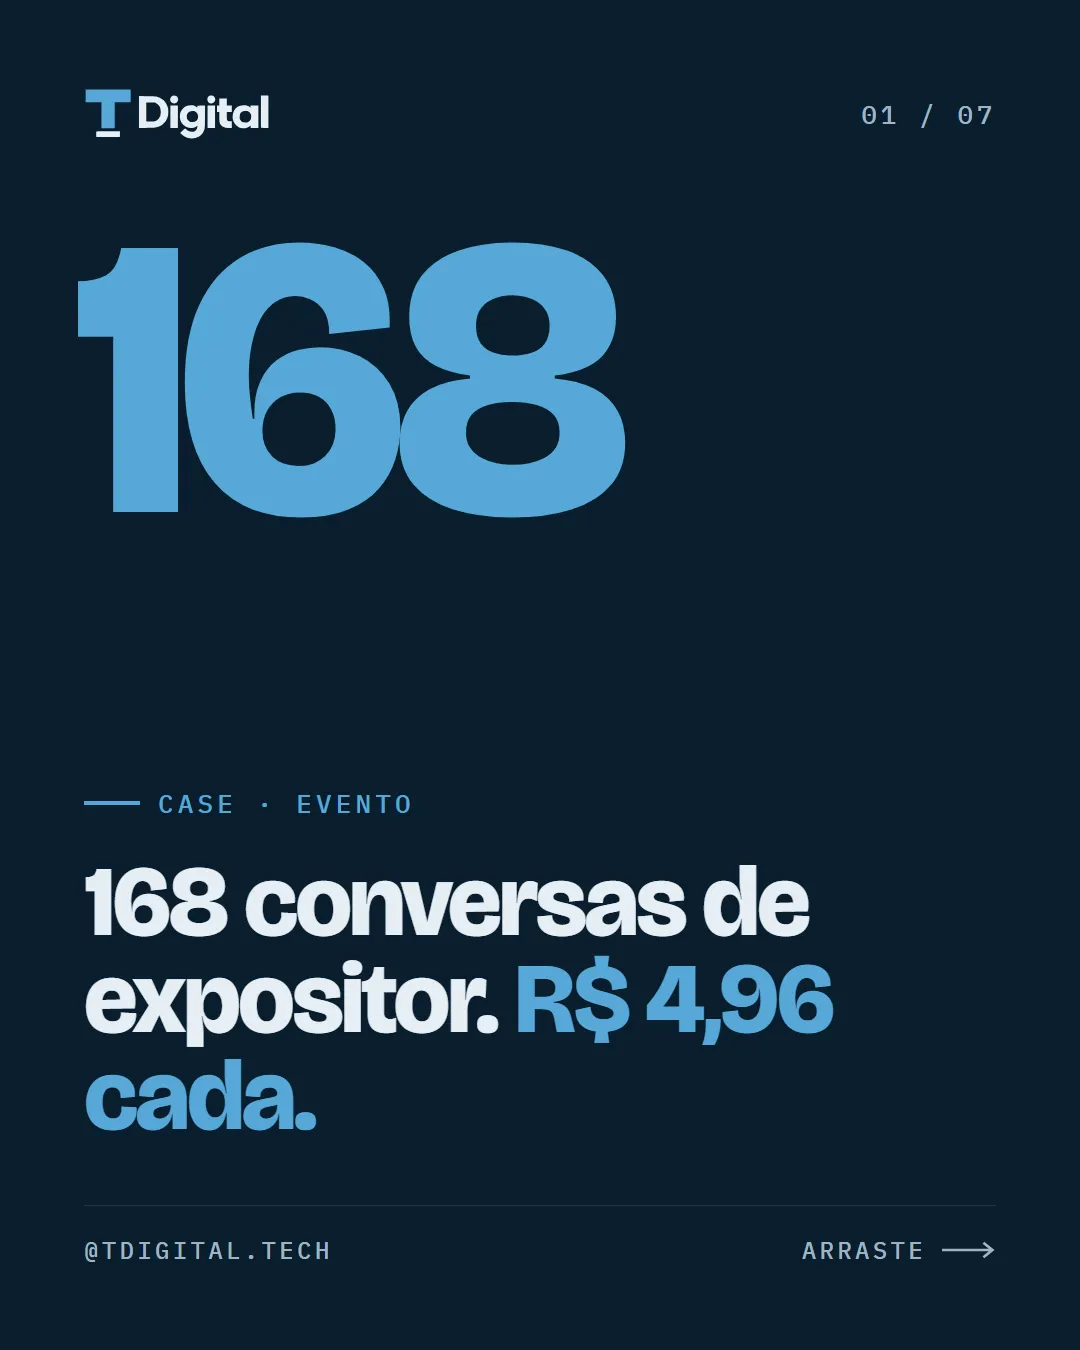 T Digital
01 / 07
168
CASE · EVENTO
168 conversas de
expositor. R$ 4,96
cada.
@TDIGITAL.TECH
ARRASTE →